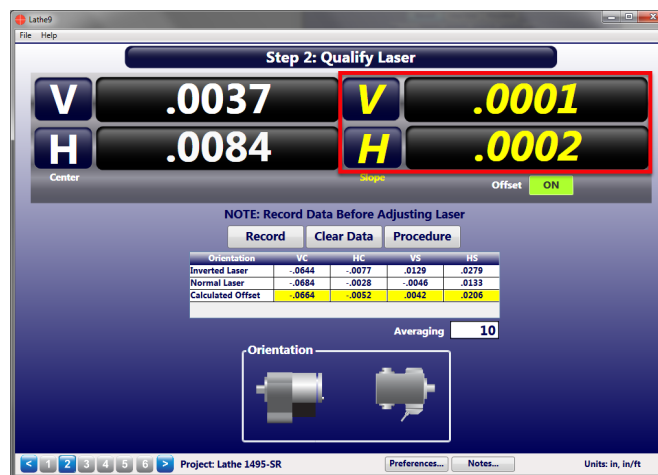 Lathe9
File Help
Step 2: Qualify Laser
V .0037 V .0001
H .0084 H .0002
Center Slope Offset ON
NOTE: Record Data Before Adjusting Laser
Record Clear Data Procedure
Orientation VC HC VS HS
Inverted Laser -.0644 -.0077 .0129 .0279
Normal Laser -.0684 -.0028 -.0046 .0133
Calculated Offset -.0664 -.0052 .0042 .0206
Averaging 10
Orientation
< 1 2 3 4 5 6 > Project: Lathe 1495-SR Preferences... Notes... Units: in, in/ft